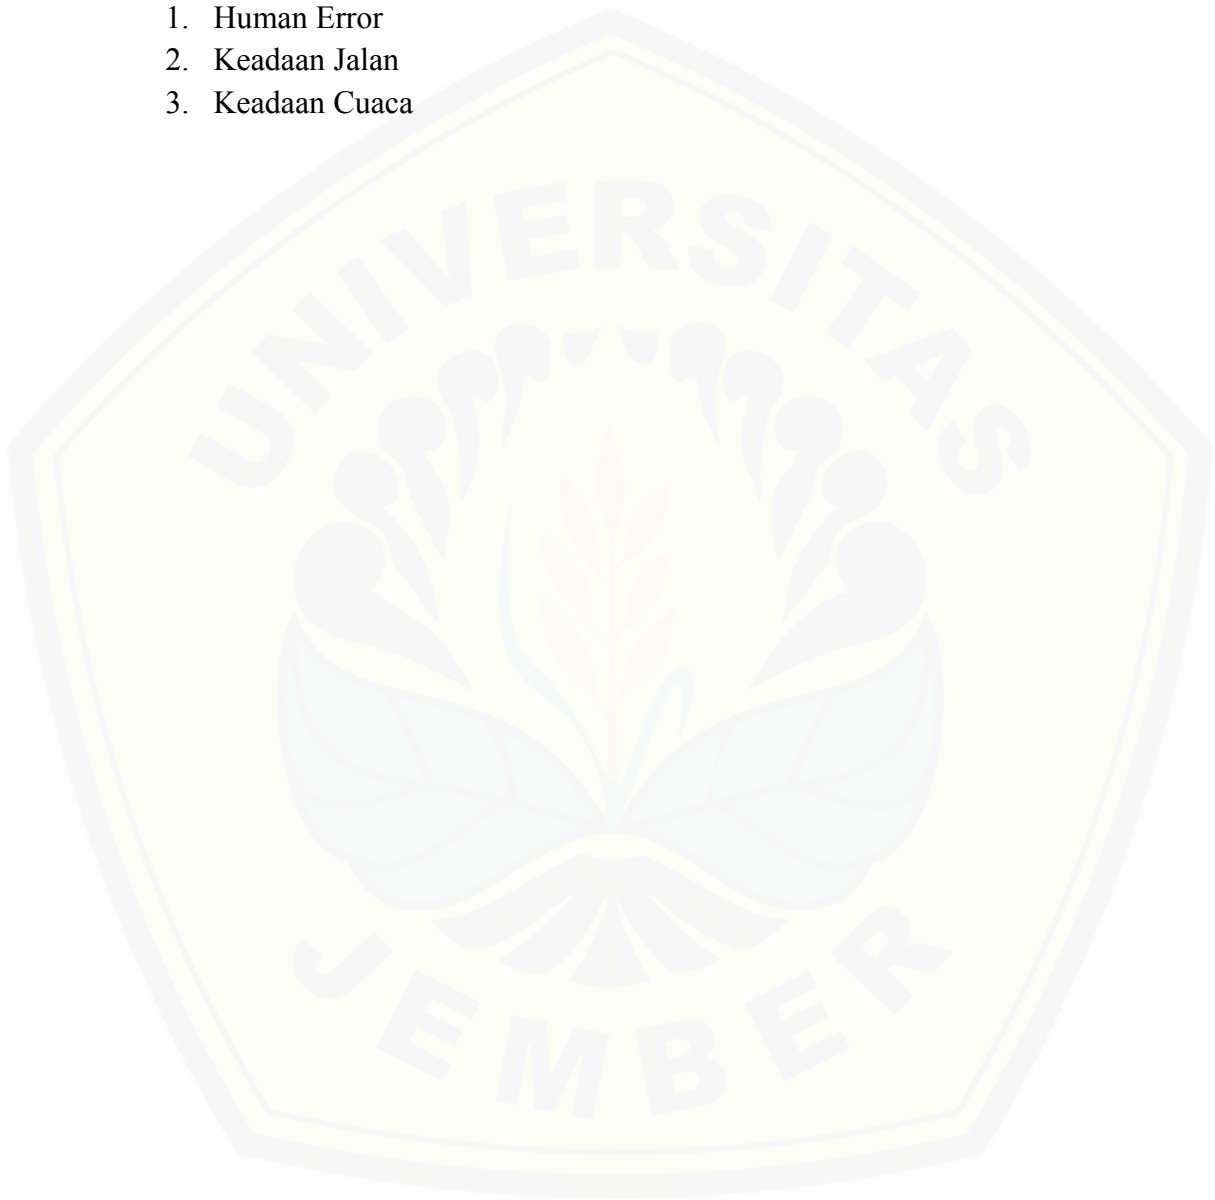 1. Human Error
2. Keadaan Jalan
3. Keadaan Cuaca
UNIVERSITAS
JEMBER